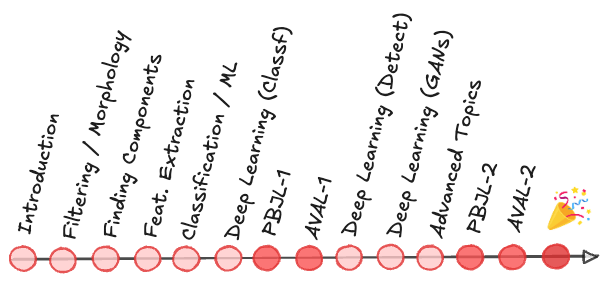 Introduction
Filtering / Morphology
Finding Components
Feat. Extraction
Classification / ML
Deep Learning (Classf)
PBJL-1
AVAL-1
Deep Learning (Detect)
Deep Learning (GANs)
Advanced Topics
PBJL-2
AVAL-2